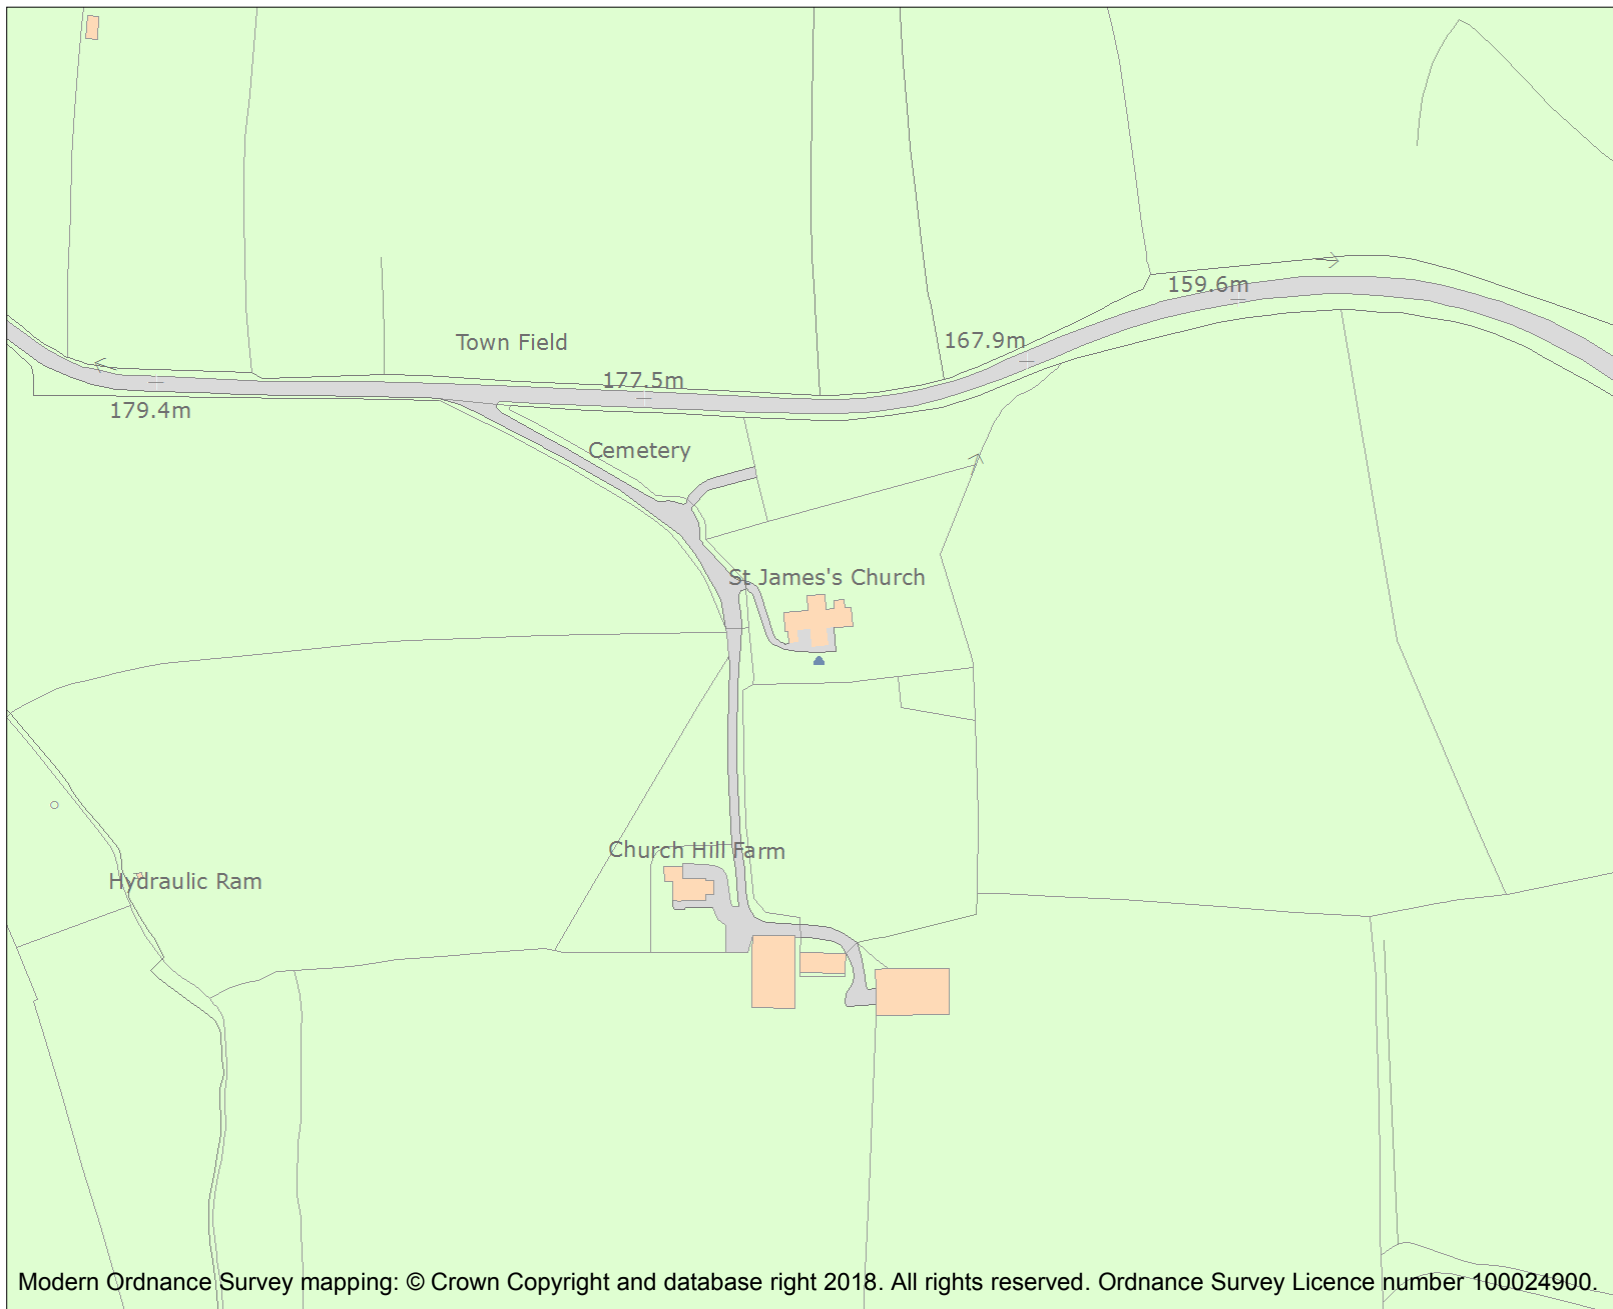 159.6m
Town Field
167.9m
177.5m
179.4m
Cemetery
St James's Church
Church Hill Farm
Hydraulic Ram
Modern Ordnance Survey mapping: © Crown Copyright and database right 2018. All rights reserved. Ordnance Survey Licence number 100024900.